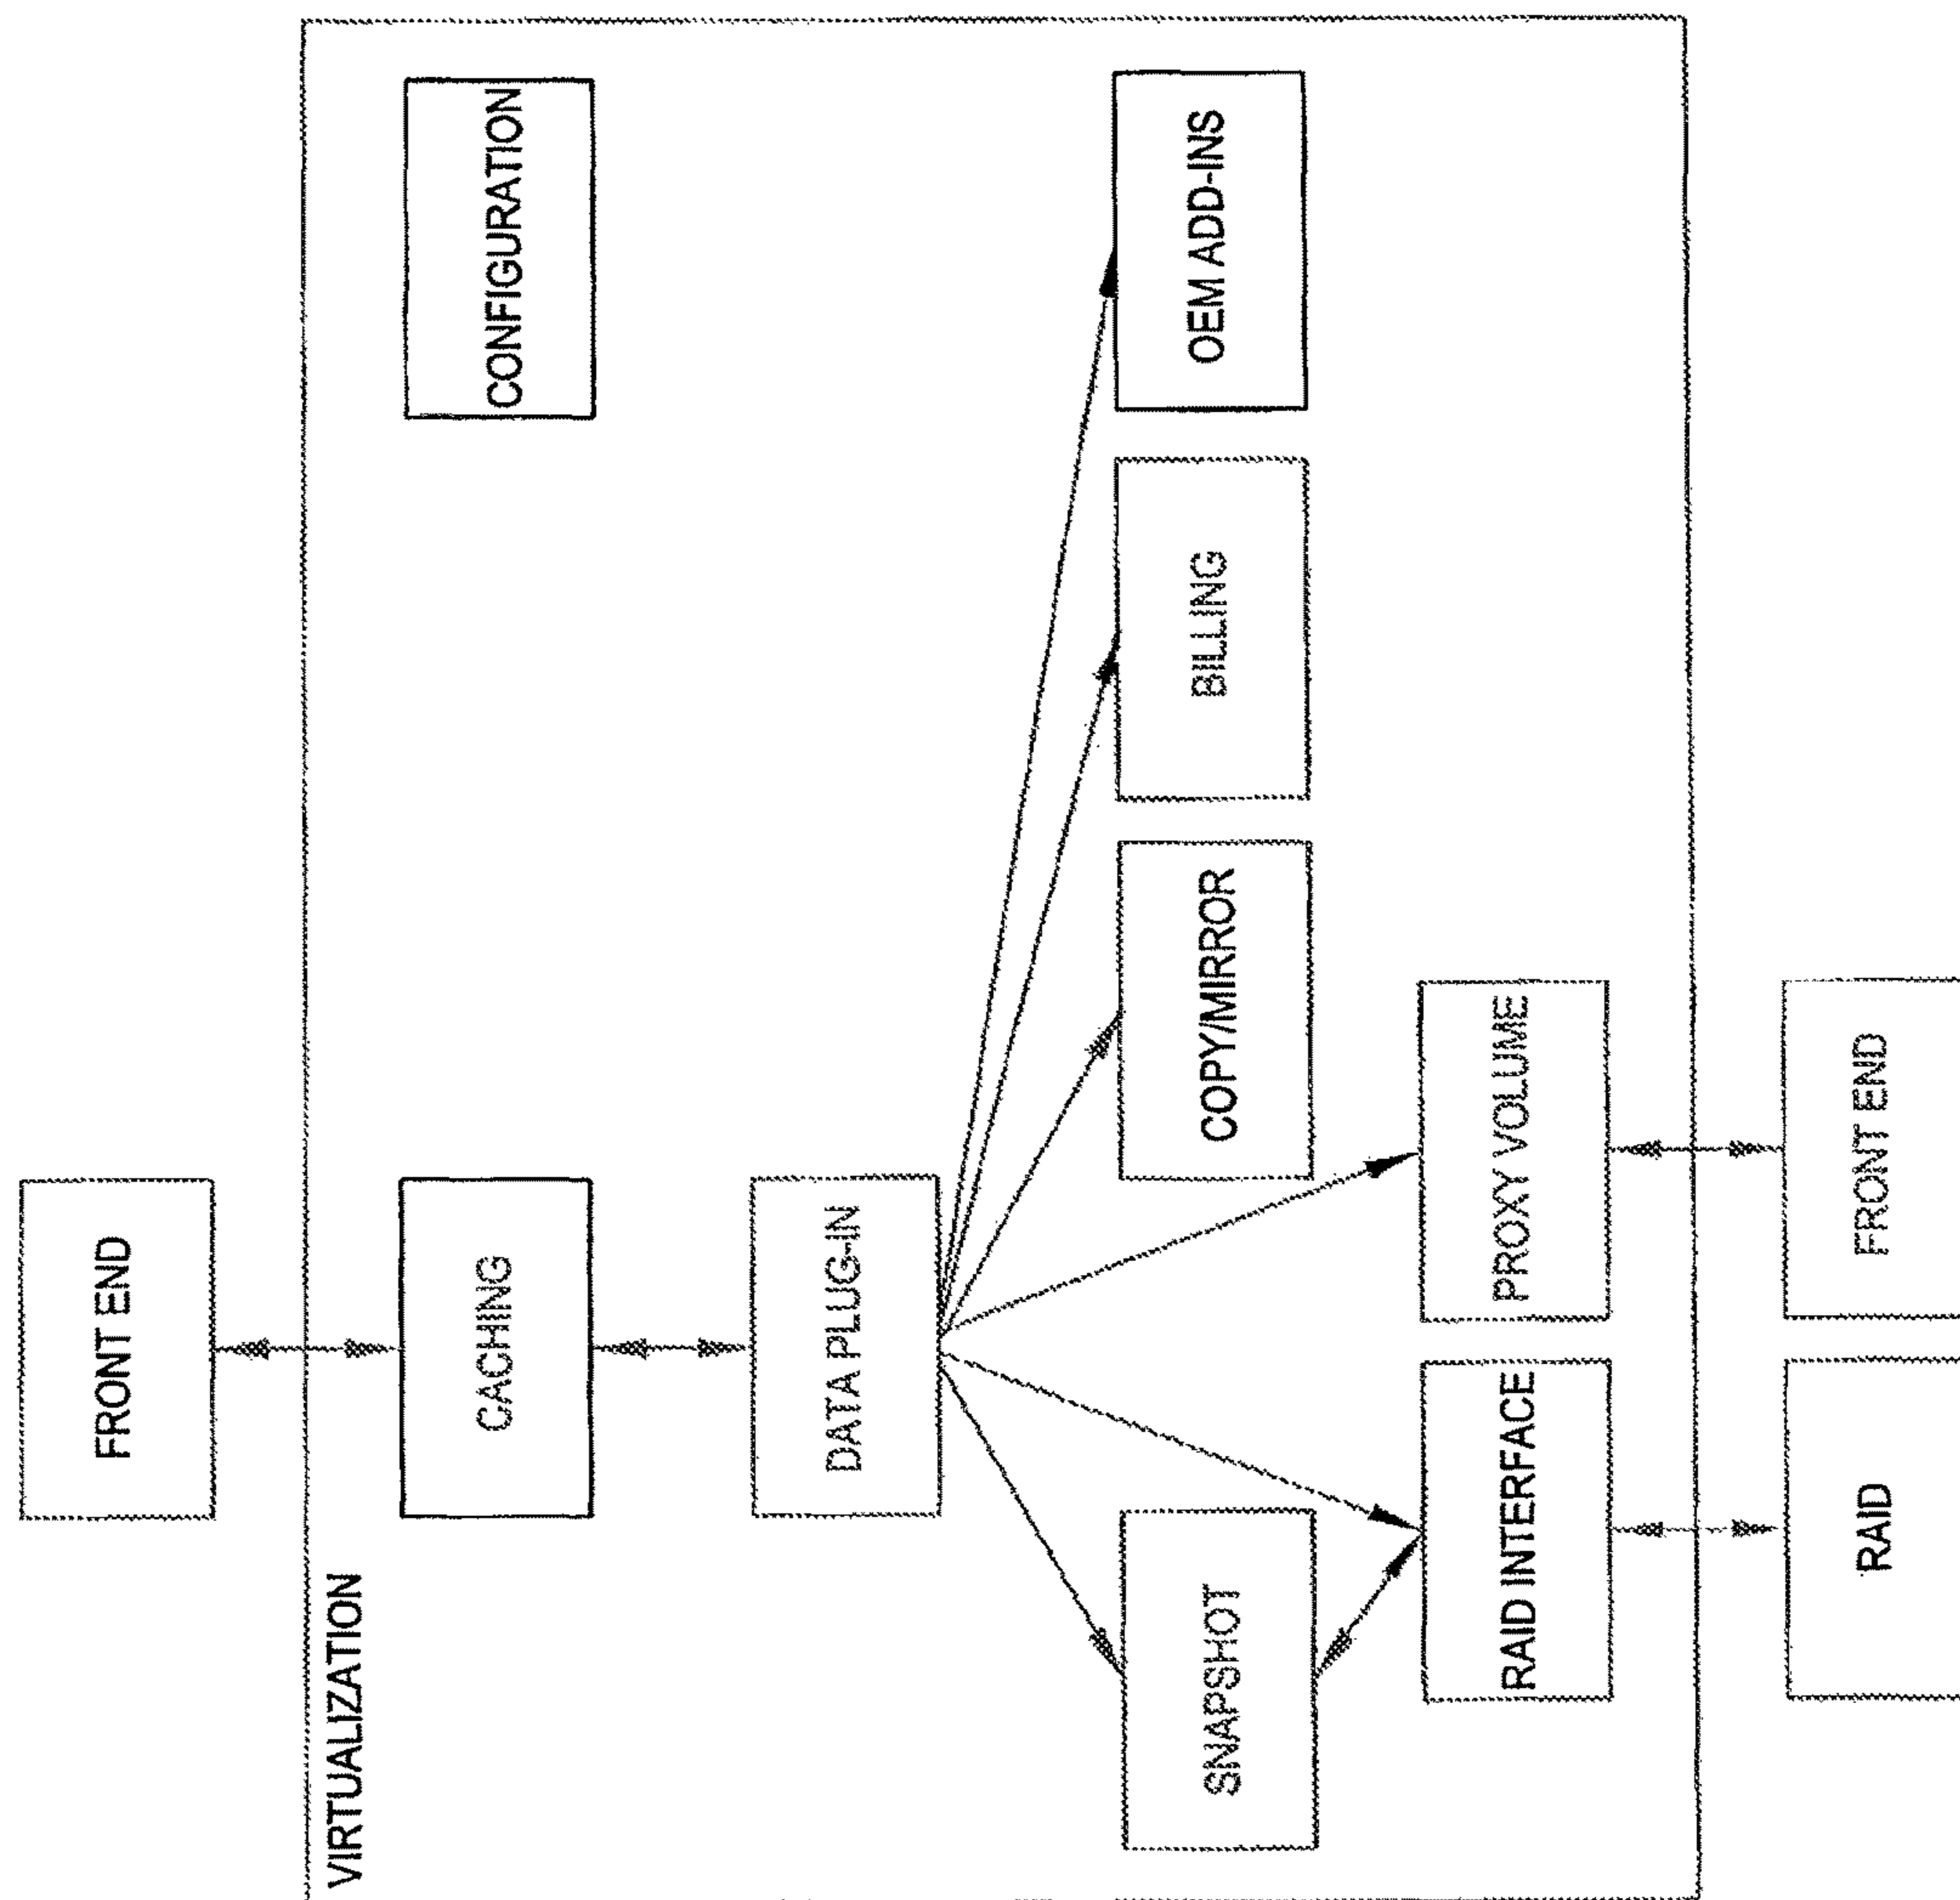 FRONT END
VIRTUALIZATION
CACHING
CONFIGURATION
DATA PLUG-IN
SNAPSHOT
COPY/MIRROR
BILLING
OEM ADD-INS
RAID INTERFACE
PROXY VOLUME
RAID
FRONT END